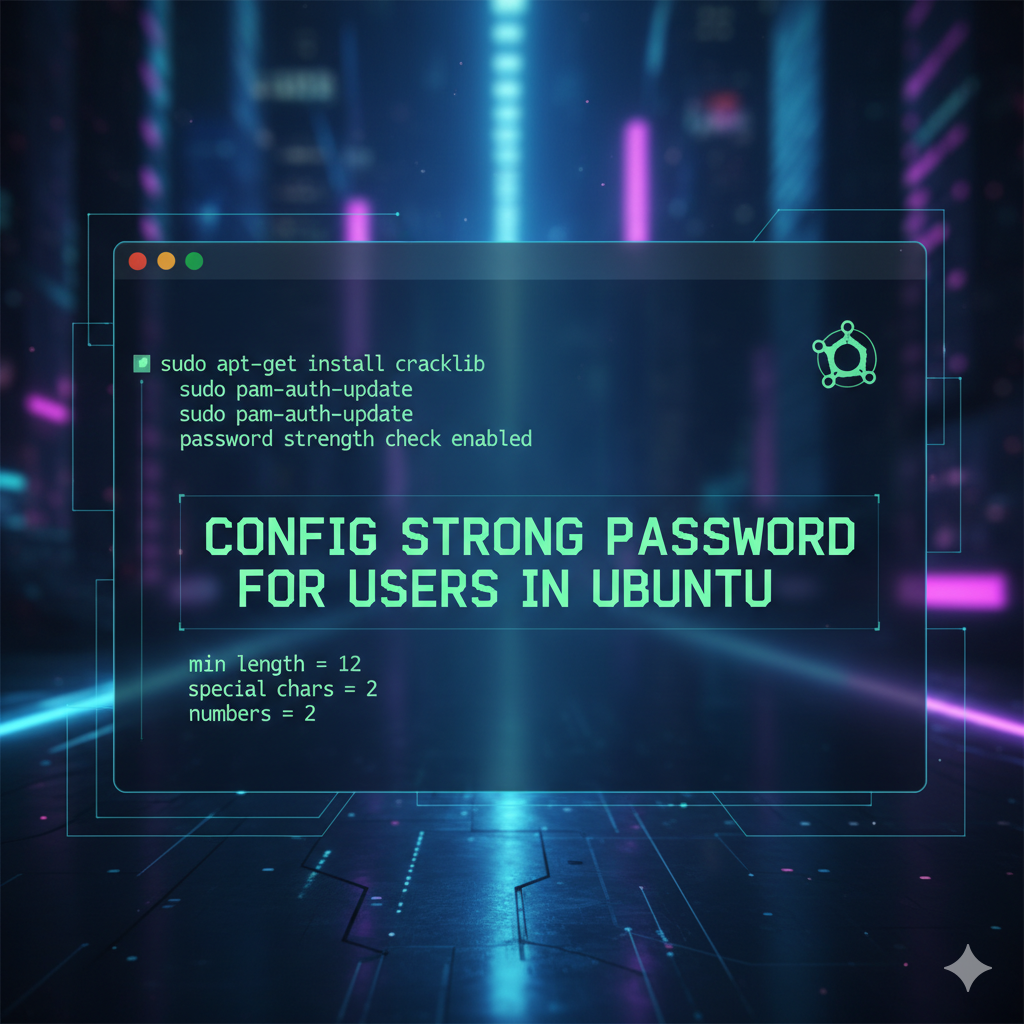 sudo apt-get install cracklib
sudo pam-auth-update
sudo pam-auth-update
password strength check enabled
CONFIG STRONG PASSWORD
FOR USERS IN UBUNTU
min length = 12
special chars = 2
numbers = 2